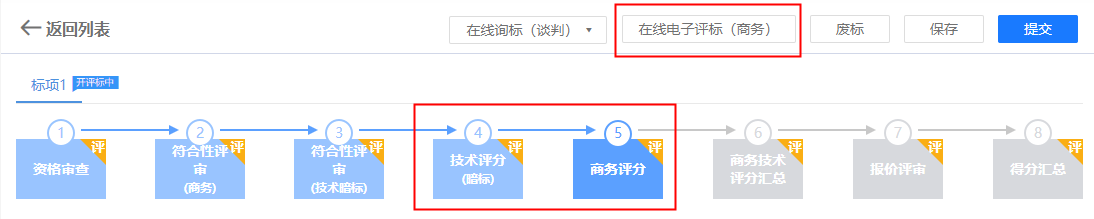 返回列表
在线询标（谈判）
在线电子评标（商务）
废标
保存
提交
标项1
开评标中
1
2
3
4
5
6
7
8
评
评
评
评
评
评
评
评
资格审查
符合性评
审
(商务)
符合性评
审
(技术暗标)
技术评分
(暗标)
商务评分
商务技术
评分汇总
报价评审
得分汇总